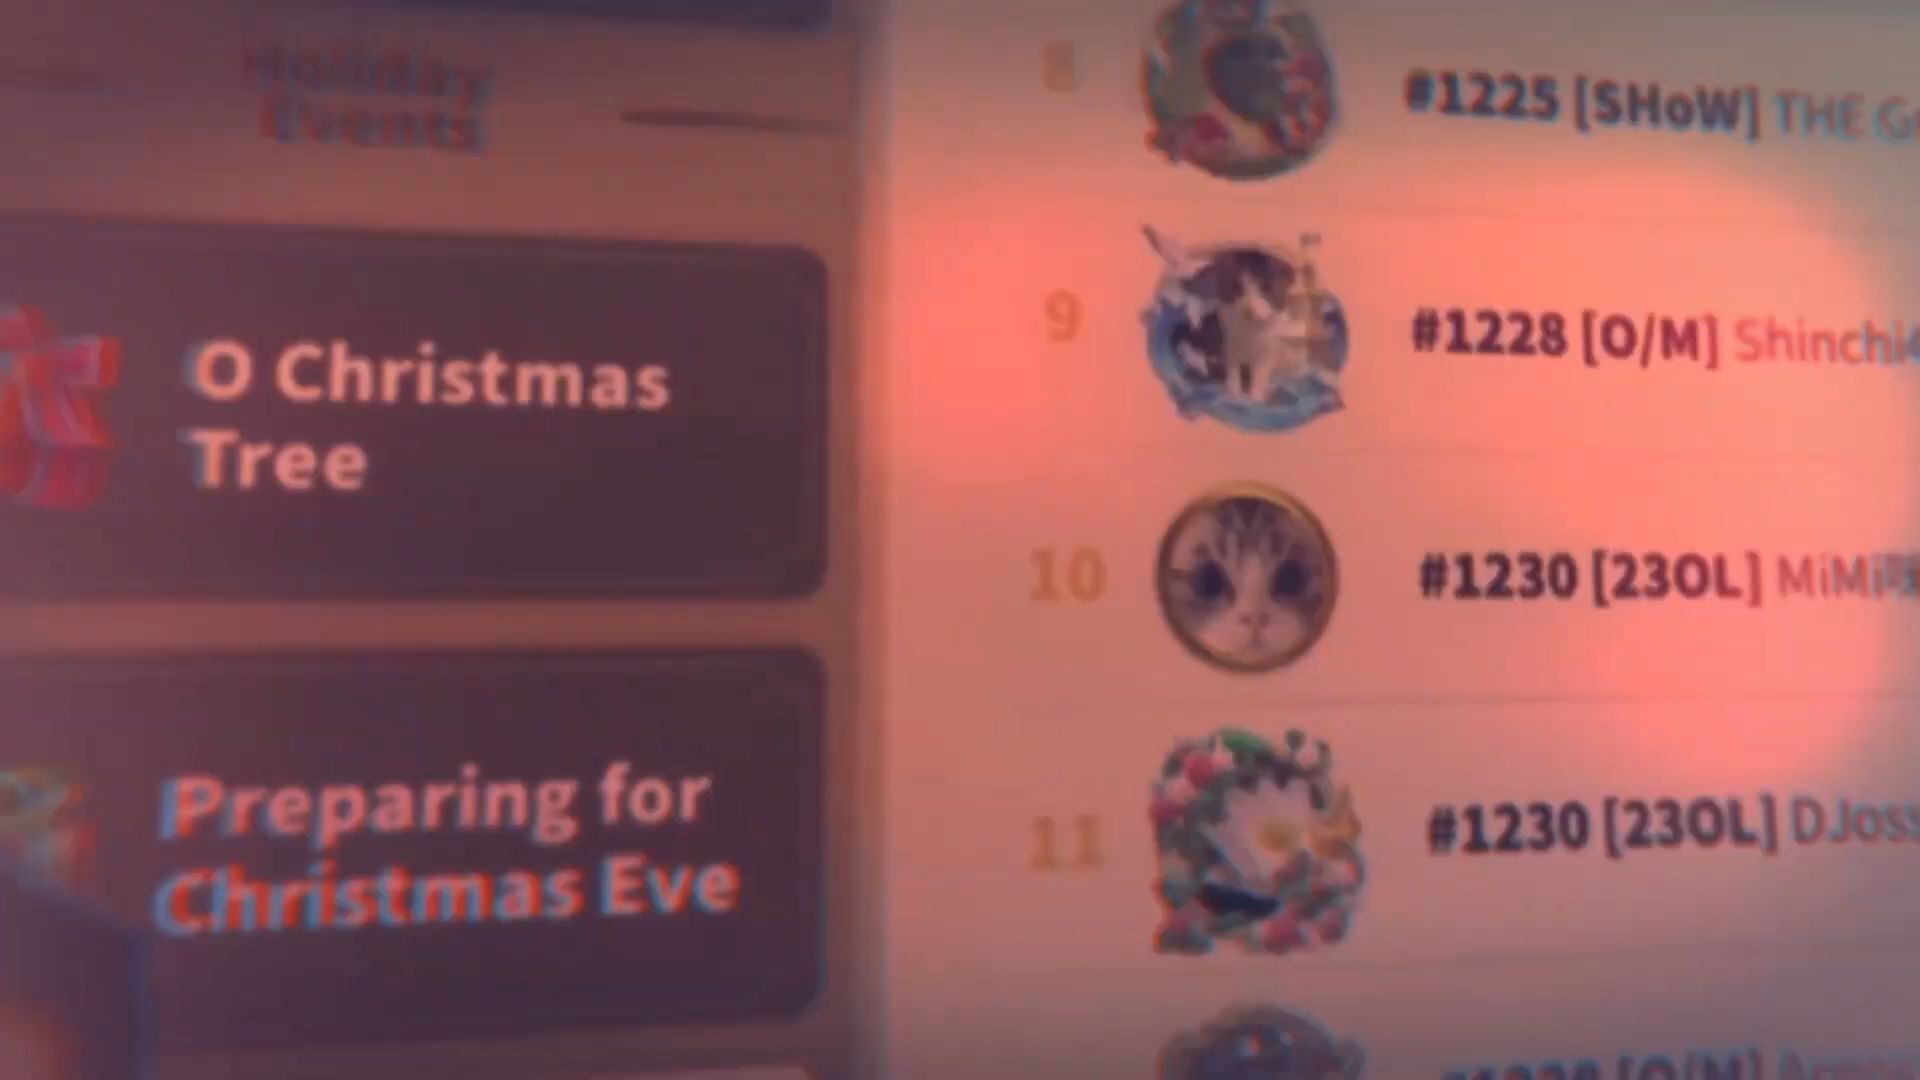 Holiday
Events
O Christmas
Tree
Preparing for
Christmas Eve
8
#1225 [SHoW] THE
9
#1228 [O/M]
10
#1230 [23OL]
11
#1230 [23OL]